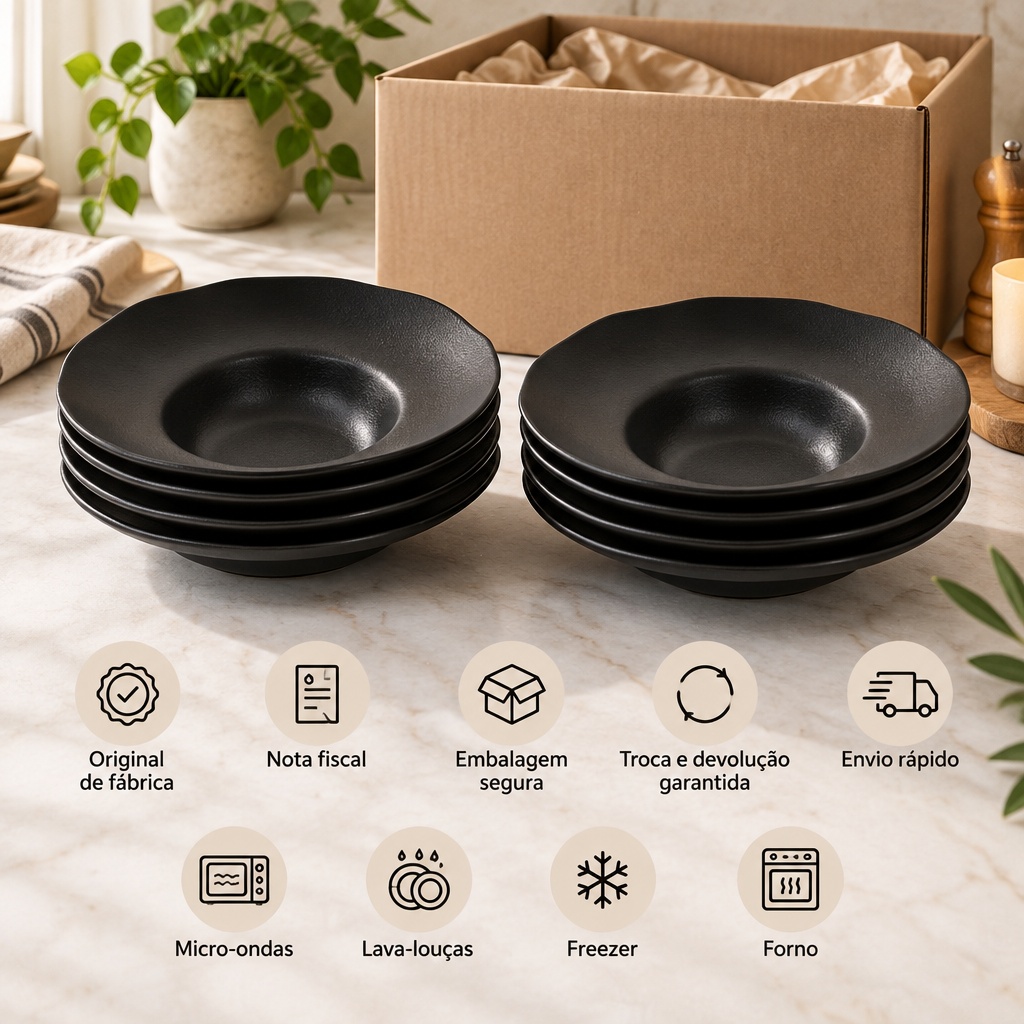 Original
de fábrica
Nota fiscal
Embalagem
segura
Troca e devolução
garantida
Envio rápido
Micro-ondas
Lava-louças
Freezer
Forno